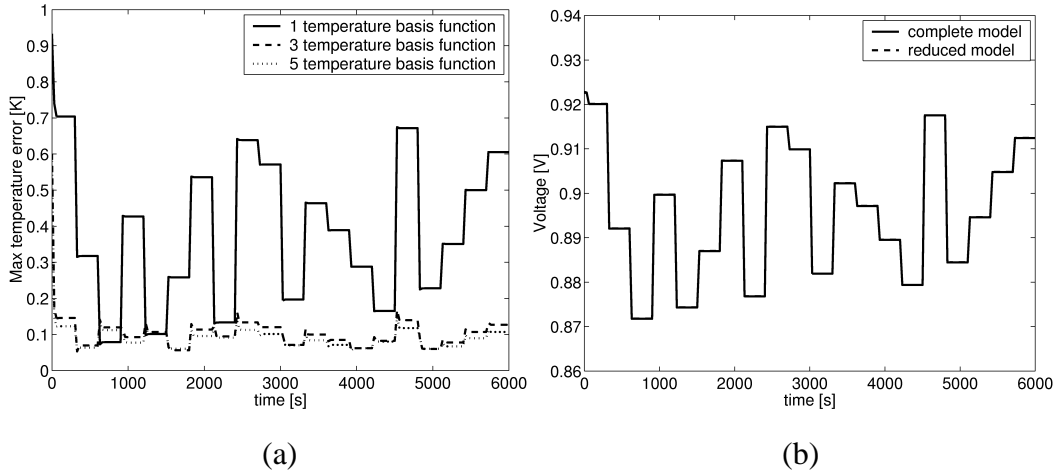 1 temperature basis function
3 temperature basis function
5 temperature basis function
Max temperature error [K]
1
0.9
0.8
0.7
0.6
0.5
0.4
0.3
0.2
0.1
0
0 1000 2000 3000 4000 5000 6000
time [s]
(a)
complete model
reduced model
Voltage [V]
0.94
0.93
0.92
0.91
0.9
0.89
0.88
0.87
0.86
0 1000 2000 3000 4000 5000 6000
time [s]
(b)